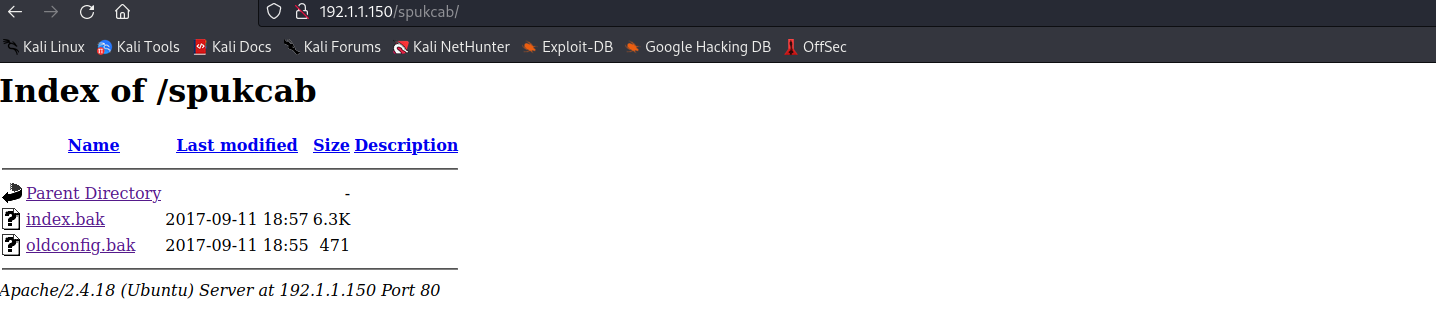 192.1.1.150/spukcab/
Kali Linux Kali Tools Kali Docs Kali Forums Kali NetHunter Exploit-DB Google Hacking DB OffSec
Index of /spukcab
Name Last modified Size Description
Parent Directory -
index.bak 2017-09-11 18:57 6.3K
oldconfig.bak 2017-09-11 18:55 471
Apache/2.4.18 (Ubuntu) Server at 192.1.1.150 Port 80